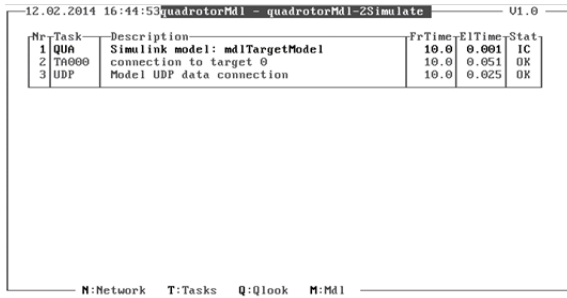 12.02.2014 16:44:53 quadrotorMdl - quadrotorMdl-2Simulate V1.0
Nr Task Description FrTime ElTime Stat
1 QUA Simulink model: mdlTargetModel 10.0 0.001 IC
2 TA000 connection to target 0 10.0 0.051 OK
3 UDP Model UDP data connection 10.0 0.025 OK
N:Network T:Tasks Q:Qlook M:Mdl